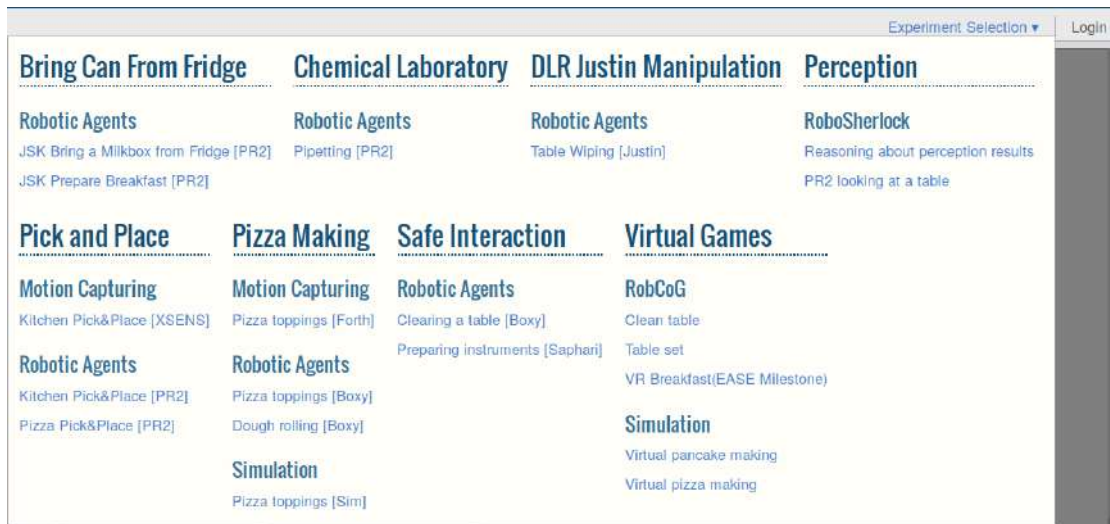 Experiment Selection ▾ Login
Bring Can From Fridge
Robotic Agents
JSK Bring a Milkbox from Fridge [PR2]
JSK Prepare Breakfast [PR2]
Chemical Laboratory
Robotic Agents
Pipetting [PR2]
DLR Justin Manipulation
Robotic Agents
Table Wiping [Justin]
Perception
RoboSherlock
Reasoning about perception results
PR2 looking at a table
Pick and Place
Motion Capturing
Kitchen Pick&Place [XSENS]
Robotic Agents
Kitchen Pick&Place [PR2]
Pizza Pick&Place [PR2]
Pizza Making
Motion Capturing
Pizza toppings [Forth]
Robotic Agents
Pizza toppings [Boxy]
Dough rolling [Boxy]
Simulation
Pizza toppings [Sim]
Safe Interaction
Robotic Agents
Clearing a table [Boxy]
Preparing instruments [Saphari]
Virtual Games
RobCoG
Clean table
Table set
VR Breakfast(EASE Milestone)
Simulation
Virtual pancake making
Virtual pizza making